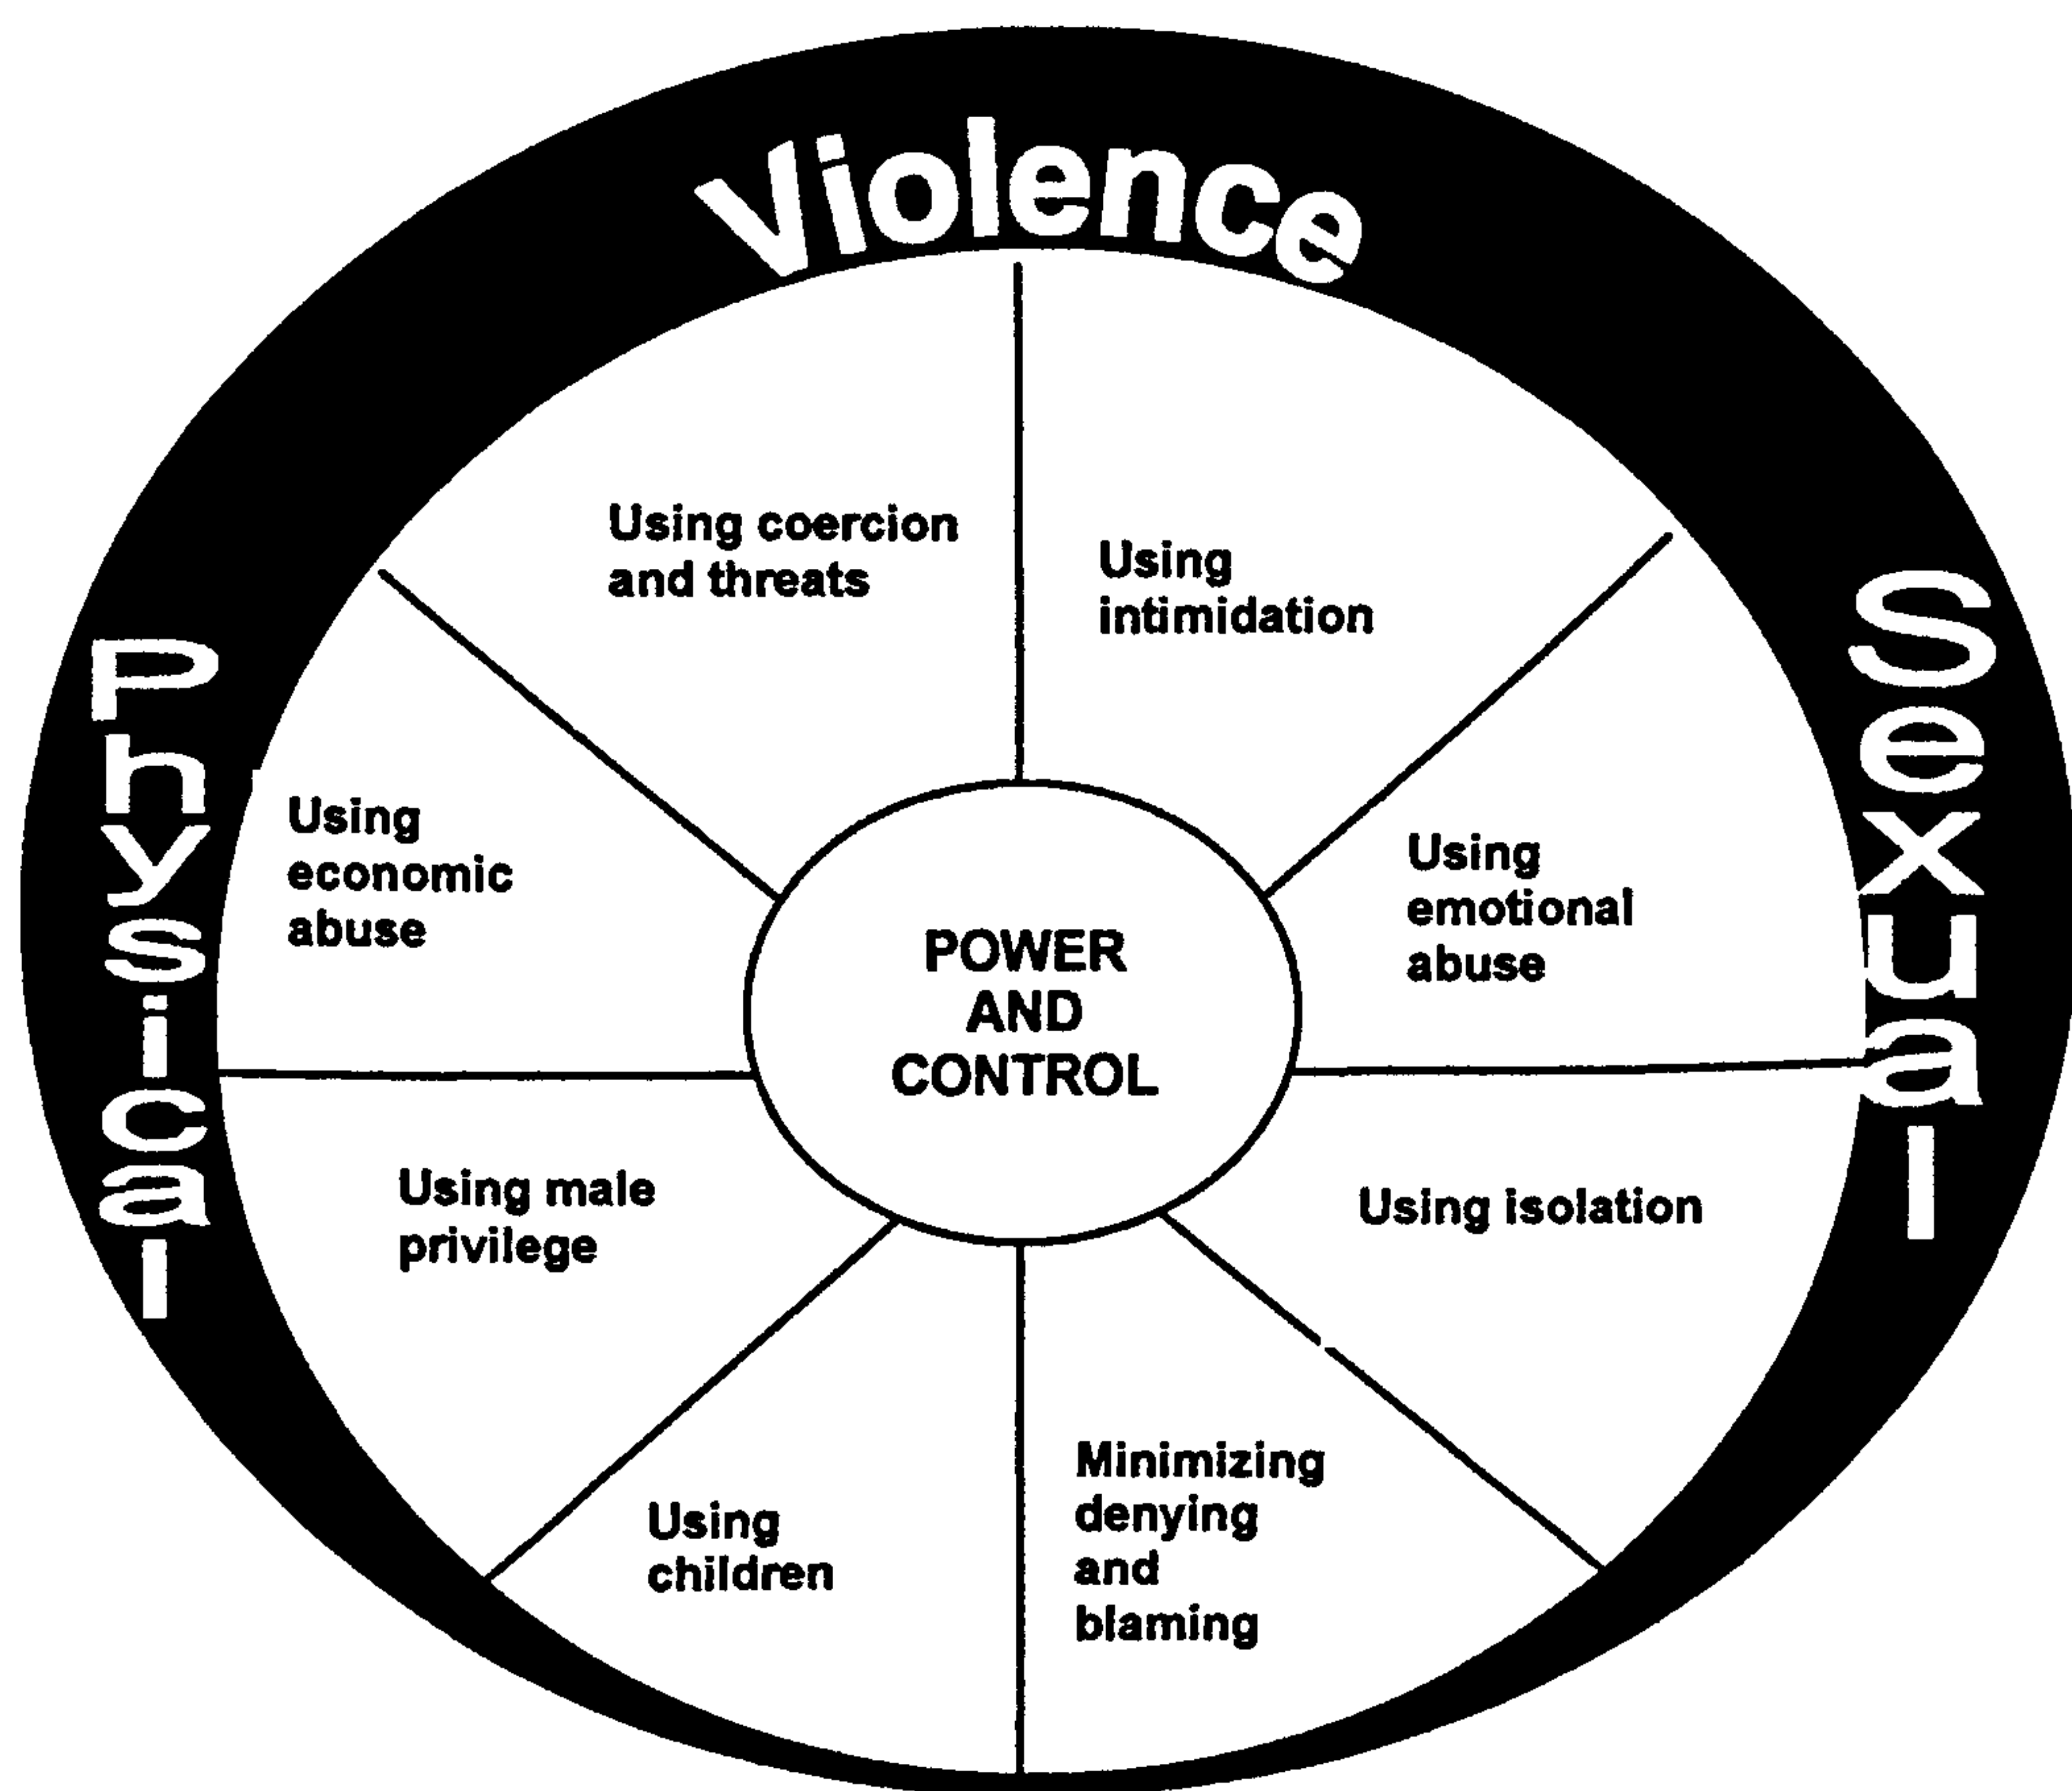 Violence
Physical
Sexual
Using coercion
and threats
Using
intimidation
Using
emotional
abuse
Using isolation
Minimizing
denying
and
blaming
Using
children
Using male
privilege
Using
economic
abuse
POWER
AND
CONTROL